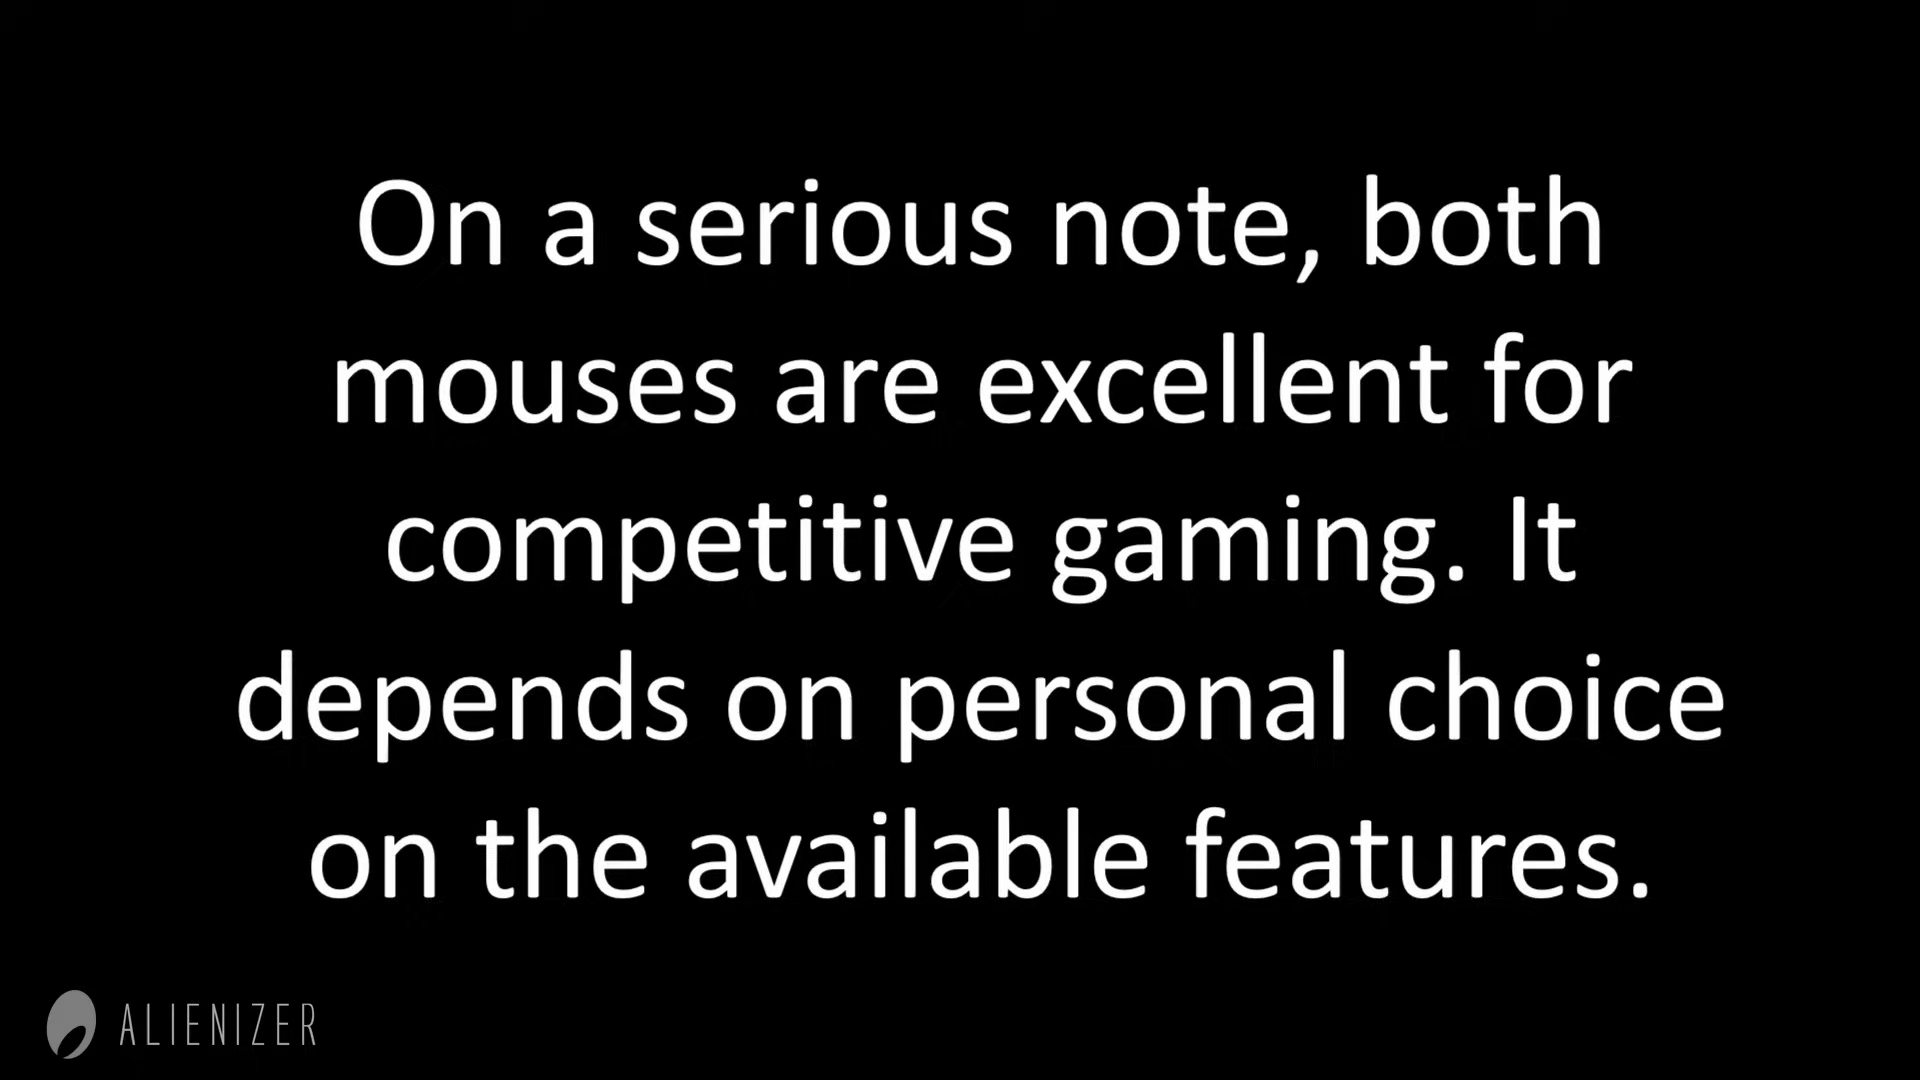 On a serious note, both
mouses are excellent for
competitive gaming. It
depends on personal choice
on the available features.
ALIENIZER